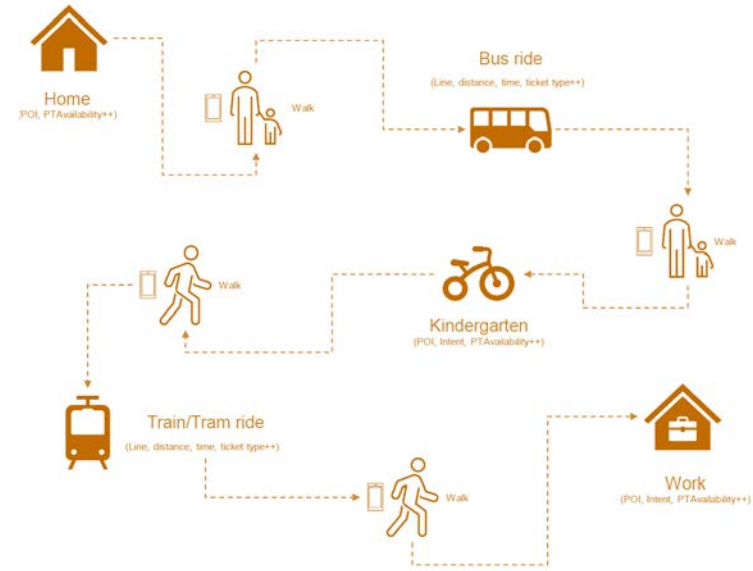 Home
(POI, PTAvailability++)
Walk
Bus ride
(Line, distance, time, ticket type++)
Walk
Kindergarten
(POI, Intent, PTAvailability++)
Walk
Train/Tram ride
(Line, distance, time, ticket type++)
Walk
Work
(POI, Intent, PTAvailability++)